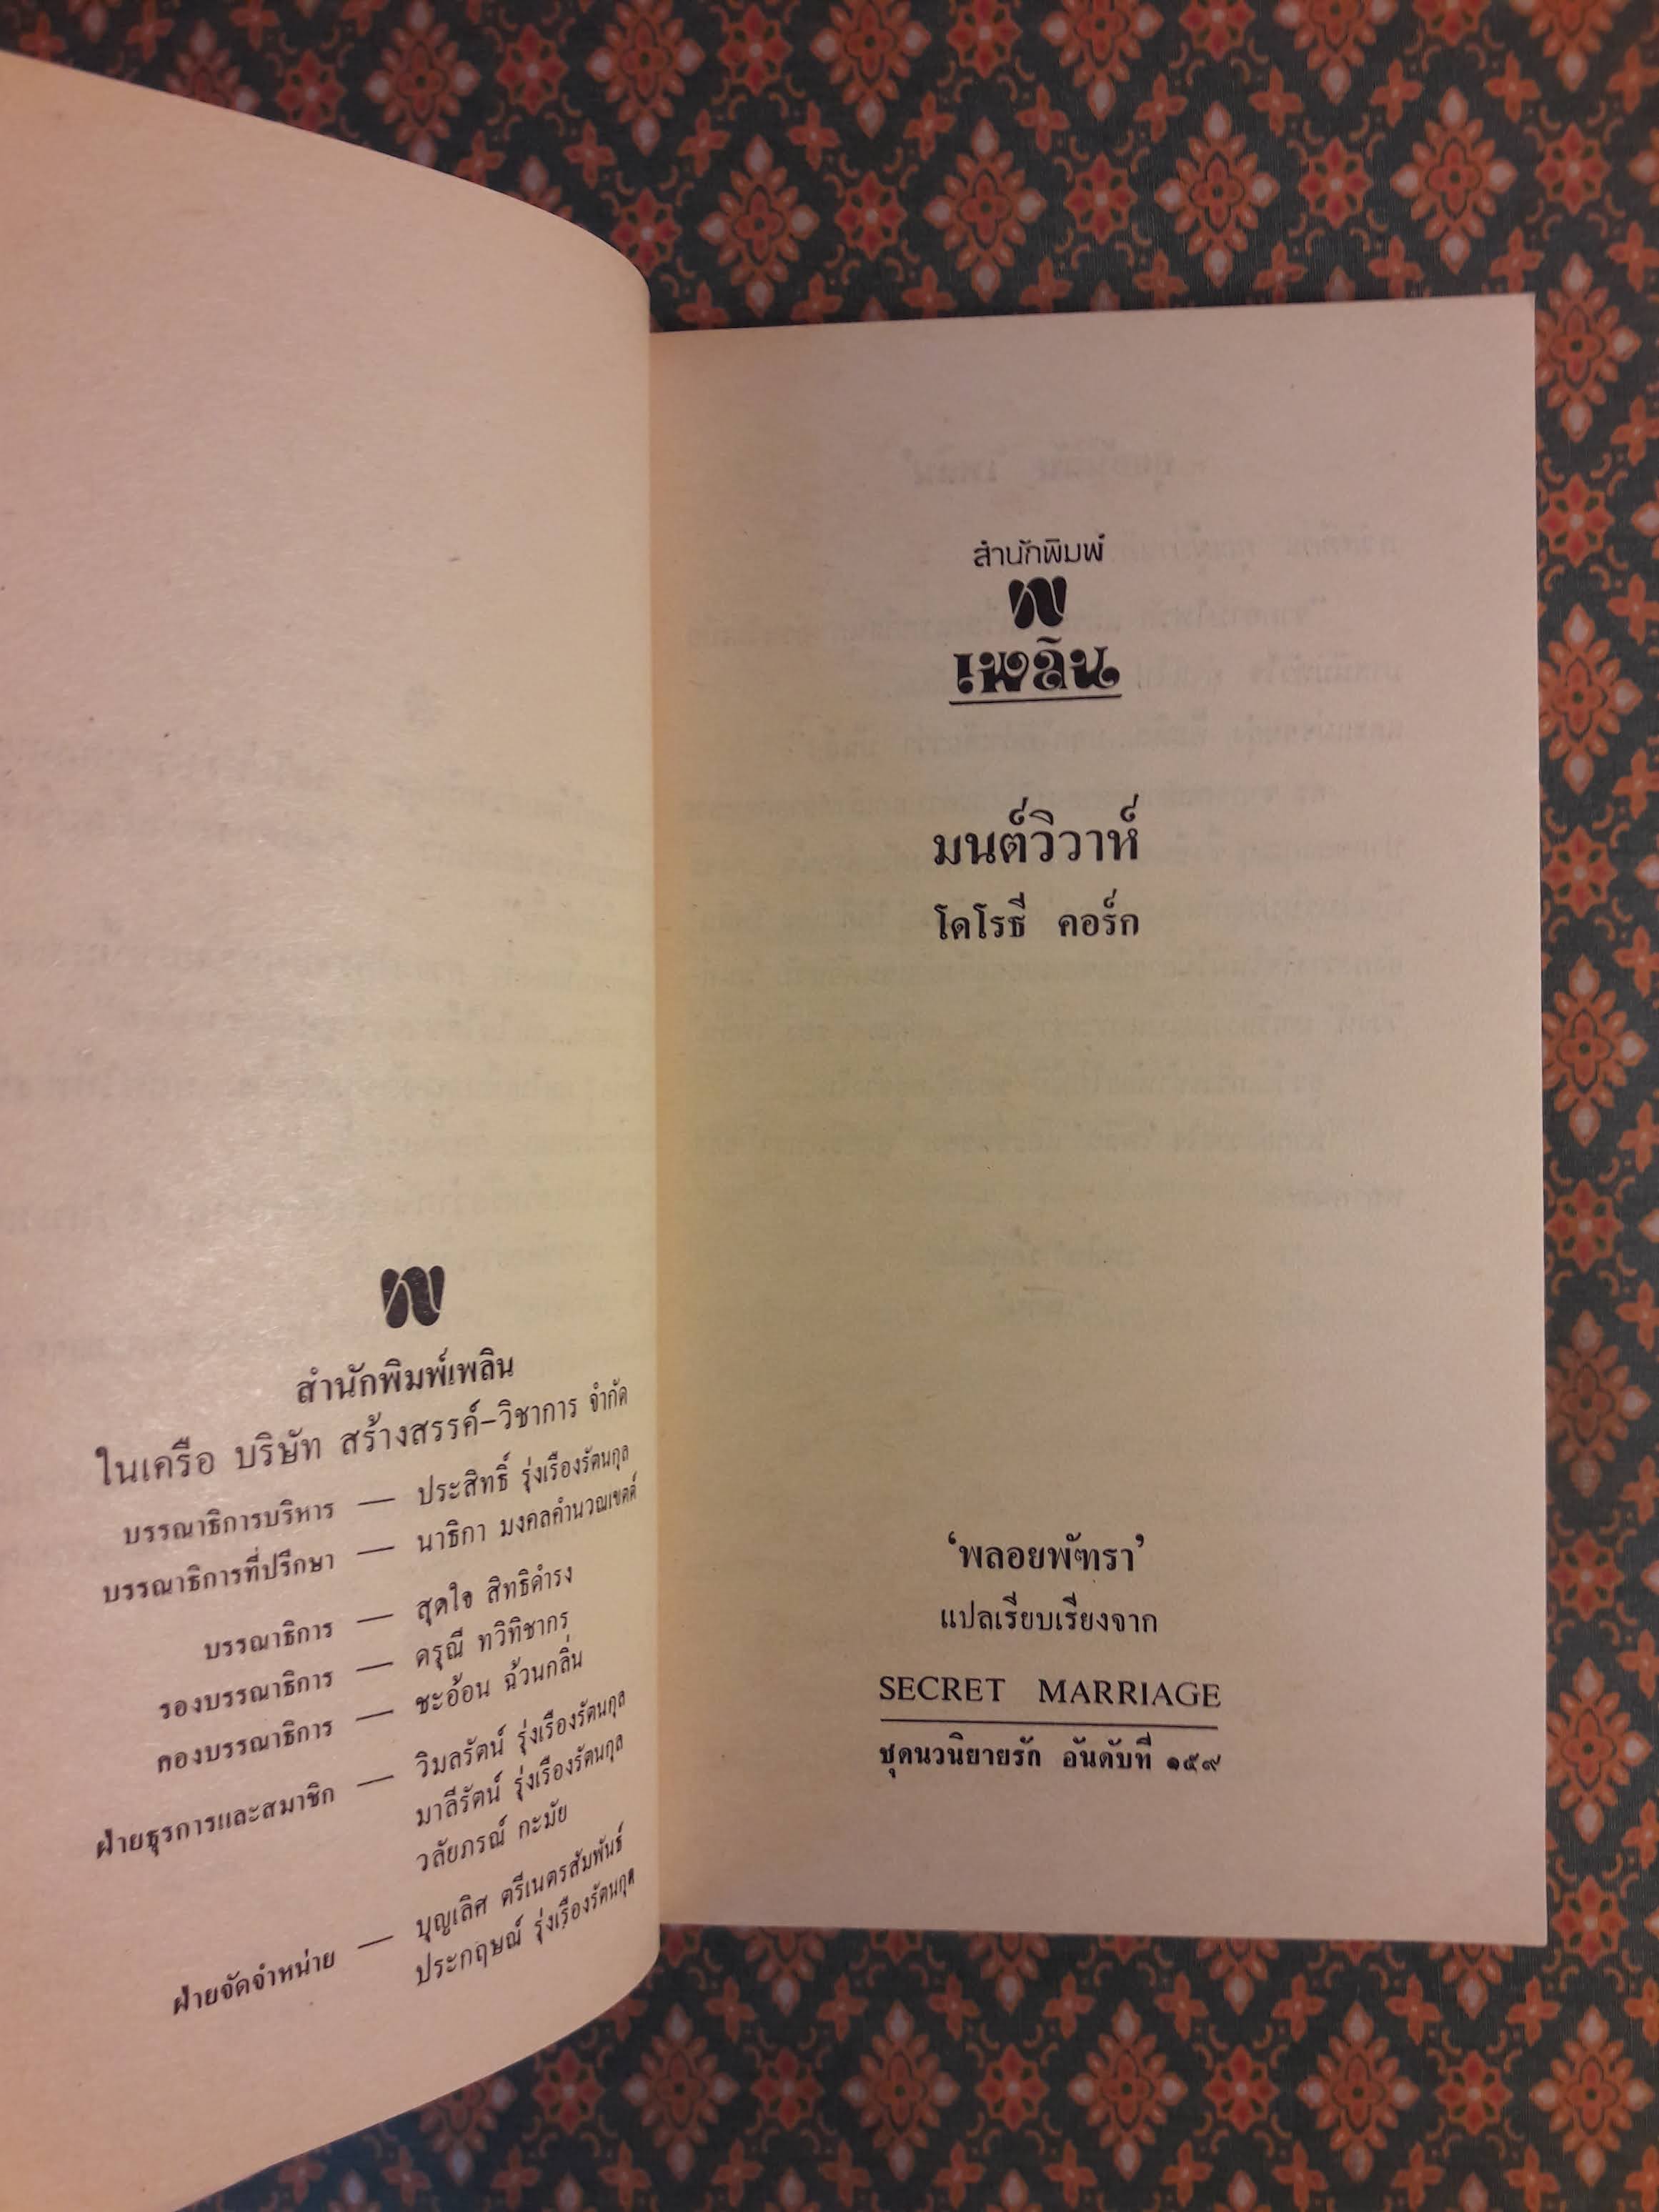 สำนักพิมพ์เพลิน
ในเครือ บริษัท สร้างสรรค์-วิชาการ จำกัด
บรรณาธิการบริหาร — ประสิทธิ์ รุ่งเรืองรัตนกุล
บรรณาธิการที่ปรึกษา — นาธิกา มงคลคำนวณเขตต์
บรรณาธิการ — สุดใจ สิทธิดำรง
รองบรรณาธิการ — ดรุณี ทวิทิชากร
กองบรรณาธิการ — ชะอ้อน ฉ้วนกลิ่น
ฝ่ายธุรการและสมาชิก — วิมลรัตน์ รุ่งเรืองรัตนกุล
มาลีรัตน์ รุ่งเรืองรัตนกุล
วลัยภรณ์ กะมัย
ฝ่ายจัดจำหน่าย — บุญเลิศ ตรีเนตรสัมพันธ์
ประกฤษณ์ รุ่งเรืองรัตนกุล
สำนักพิมพ์
เพลิน
มนต์วิวาห์
โดโรธี คอร์ก
‘พลอยพัฑรา’
แปลเรียบเรียงจาก
SECRET MARRIAGE
ชุดนวนิยายรัก อันดับที่ ๑๕๙